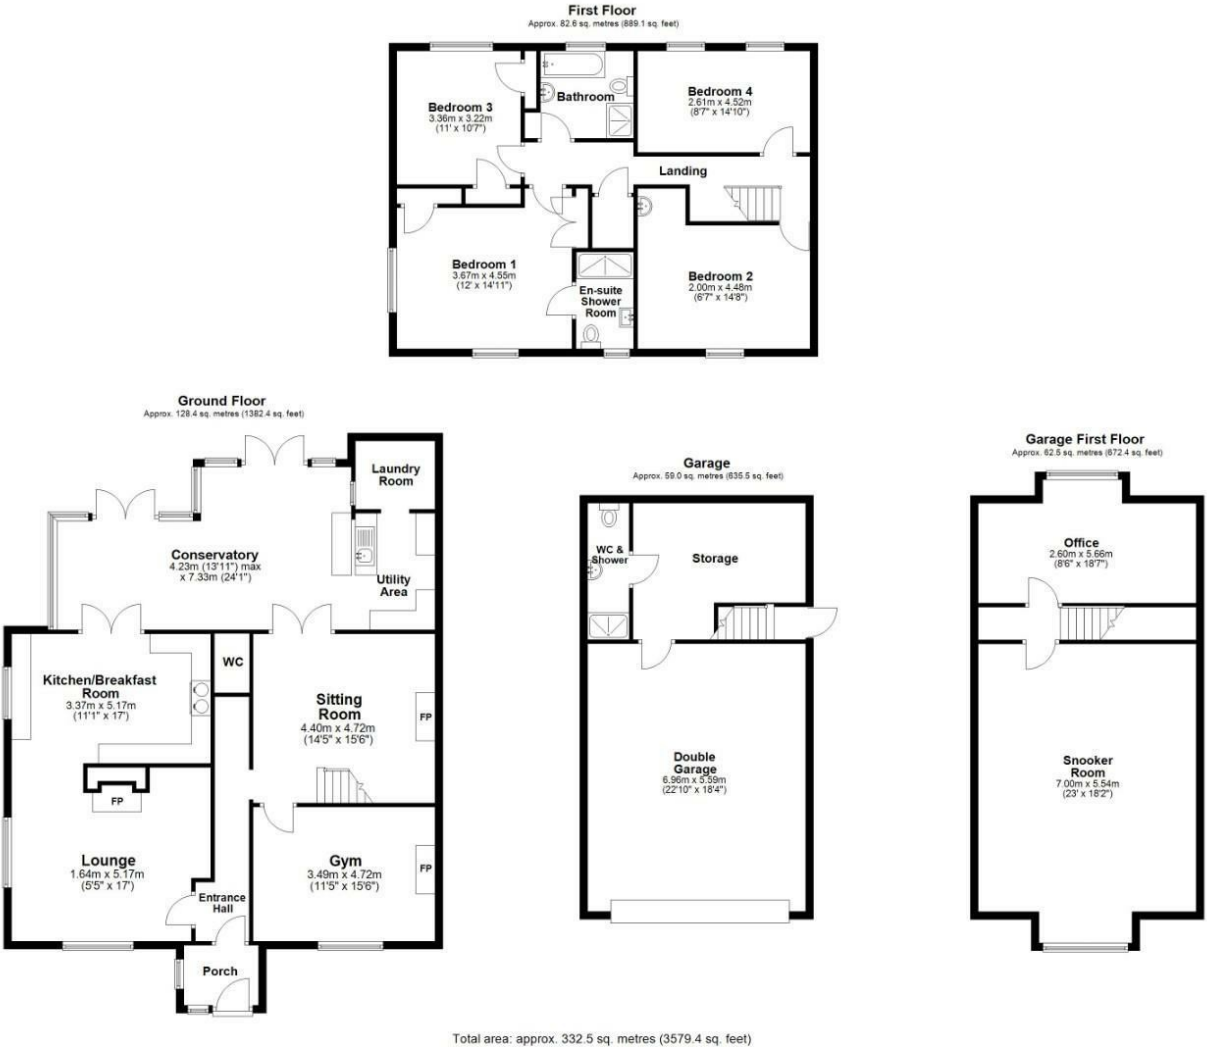 First Floor
Approx. 82.6 sq. metres (889.1 sq. feet)
Bedroom 3
3.36m x 3.22m
(11' x 10'7")
Bathroom
Bedroom 4
2.61m x 4.52m
(8'7" x 14'10")
Landing
Bedroom 1
3.67m x 4.55m
(12' x 14'11")
En-suite
Shower
Room
Bedroom 2
2.00m x 4.48m
(6'7" x 14'8")
Ground Floor
Approx. 128.4 sq. metres (1382.4 sq. feet)
Laundry
Room
Conservatory
4.23m (13'11") max
x 7.33m (24'1")
Utility
Area
Kitchen/Breakfast
Room
3.37m x 5.17m
(11'1" x 17')
WC
Sitting
Room
4.40m x 4.72m
(14'5" x 15'6")
FP
FP
Lounge
1.64m x 5.17m
(5'5" x 17')
Gym
3.49m x 4.72m
(11'5" x 15'6")
FP
Entrance
Hall
Porch
Garage
Approx. 59.0 sq. metres (635.5 sq. feet)
WC &
Shower
Storage
Double
Garage
6.96m x 5.59m
(22'10" x 18'4")
Garage First Floor
Approx. 62.5 sq. metres (672.4 sq. feet)
Office
2.60m x 5.66m
(8'6" x 18'7")
Snooker
Room
7.00m x 5.54m
(23' x 18'2")
Total area: approx. 332.5 sq. metres (3579.4 sq. feet)